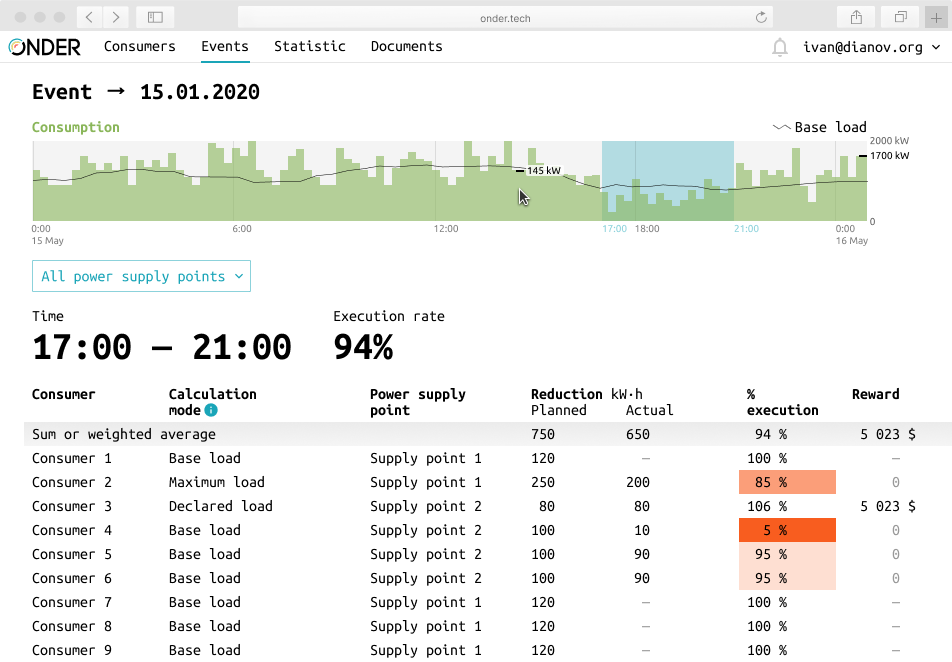 onder.tech
ONDER Consumers Events Statistic Documents ivan@dianov.org
Event → 15.01.2020
Consumption Base load
2000 kW
1700 kW
145 kW
0
0:00 6:00 12:00 17:00 18:00 21:00 0:00
15 May 16 May
All power supply points
Time Execution rate
17:00 — 21:00 94%
Consumer Calculation Power supply Reduction kW·h % Reward
mode i point Planned Actual execution
Sum or weighted average 750 650 94 % 5 023 $
Consumer 1 Base load Supply point 1 120 — 100 % —
Consumer 2 Maximum load Supply point 1 250 200 85 % 0
Consumer 3 Declared load Supply point 2 80 80 106 % 5 023 $
Consumer 4 Base load Supply point 2 100 10 5 % 0
Consumer 5 Base load Supply point 2 100 90 95 % 0
Consumer 6 Base load Supply point 2 100 90 95 % 0
Consumer 7 Base load Supply point 1 120 — 100 % —
Consumer 8 Base load Supply point 1 120 — 100 % —
Consumer 9 Base load Supply point 1 120 — 100 % —